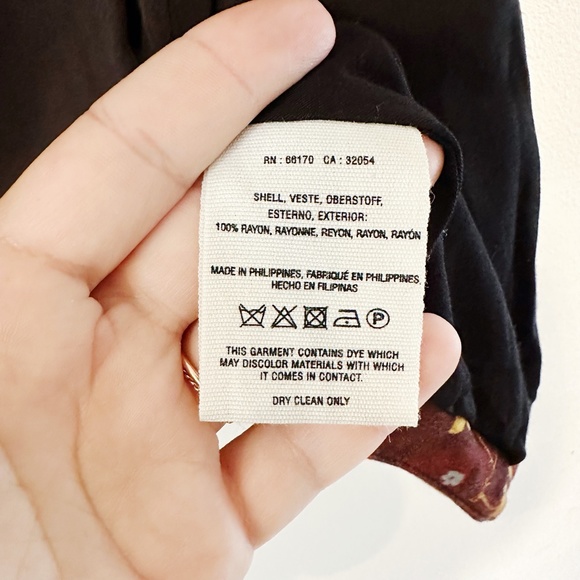 RN : 66170 CA : 32054
SHELL, VESTE, OBERSTOFF,
ESTERNO, EXTERIOR:
100% RAYON, RAYONNE, REYON, RAYON, RAYÓN
MADE IN PHILIPPINES, FABRIQUÉ EN PHILIPPINES,
HECHO EN FILIPINAS
P
THIS GARMENT CONTAINS DYE WHICH
MAY DISCOLOR MATERIALS WITH WHICH
IT COMES IN CONTACT.
DRY CLEAN ONLY